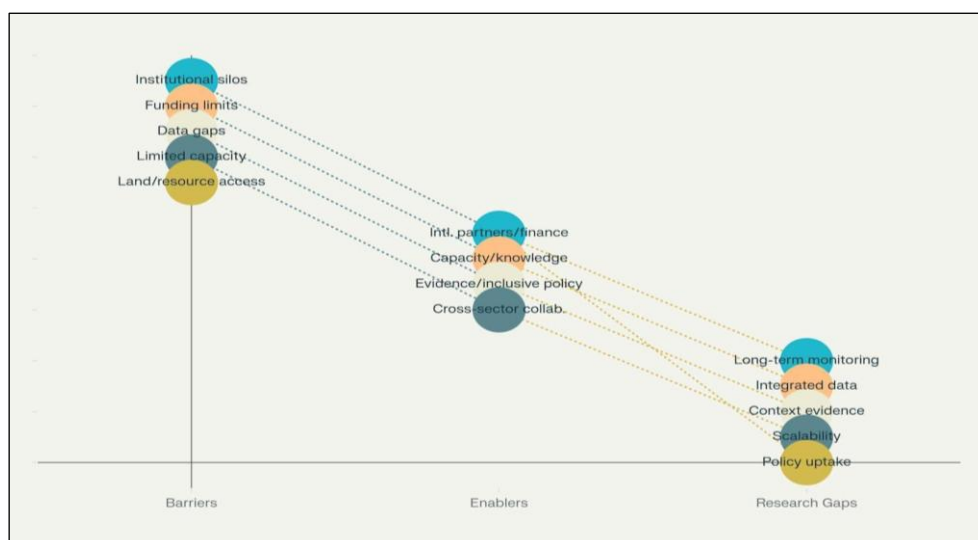 Institutional silos
Funding limits
Data gaps
Limited capacity
Land/resource access
Intl. partners/finance
Capacity/knowledge
Evidence/inclusive policy
Cross-sector collab.
Long-term monitoring
Integrated data
Context evidence
Scalability
Policy uptake
Barriers
Enablers
Research Gaps